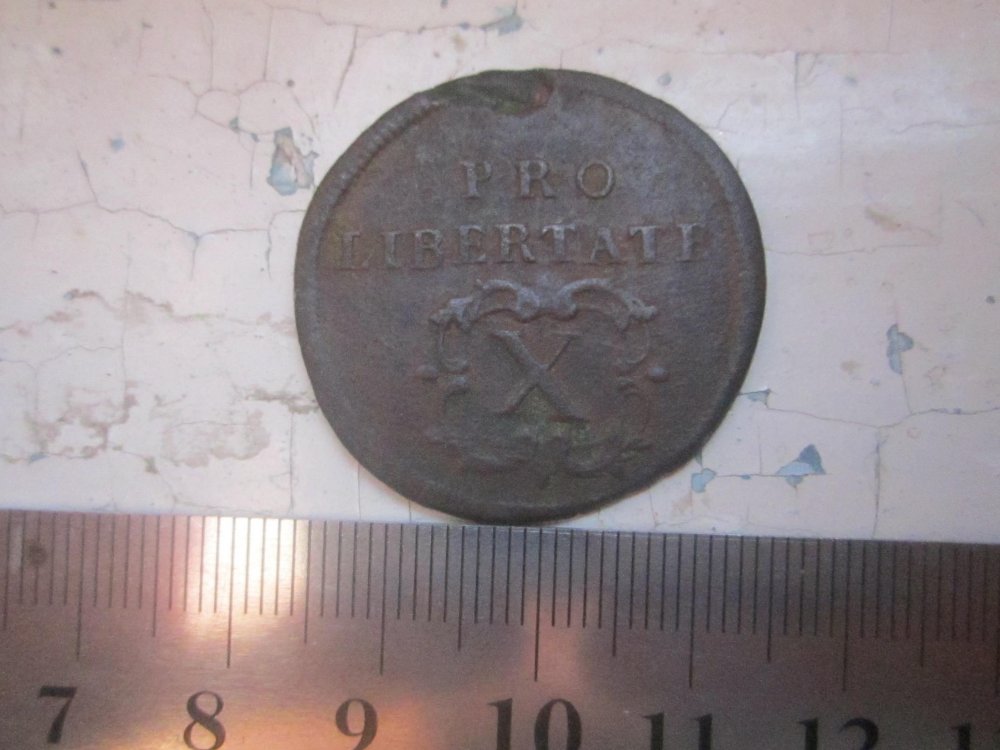 PRO
LIBERTATE
X
7 8 9 10 11 12